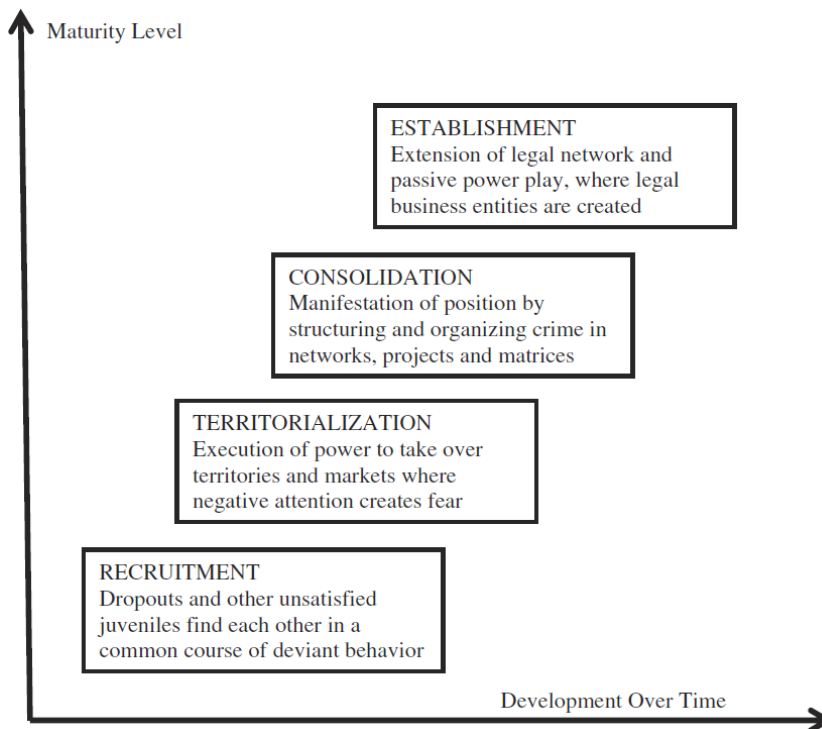 Maturity Level
ESTABLISHMENT
Extension of legal network and
passive power play, where legal
business entities are created
CONSOLIDATION
Manifestation of position by
structuring and organizing crime in
networks, projects and matrices
TERRITORIALIZATION
Execution of power to take over
territories and markets where
negative attention creates fear
RECRUITMENT
Dropouts and other unsatisfied
juveniles find each other in a
common course of deviant behavior
Development Over Time